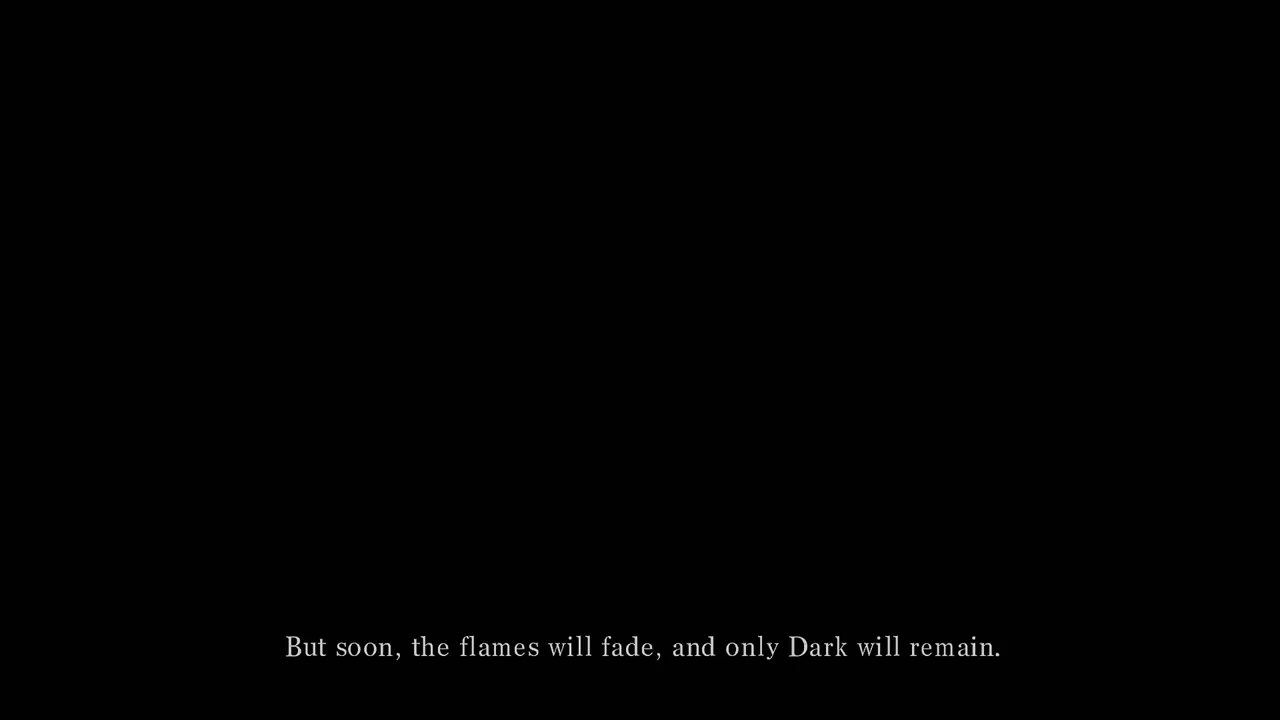 But soon, the flames will fade, and only Dark will remain.